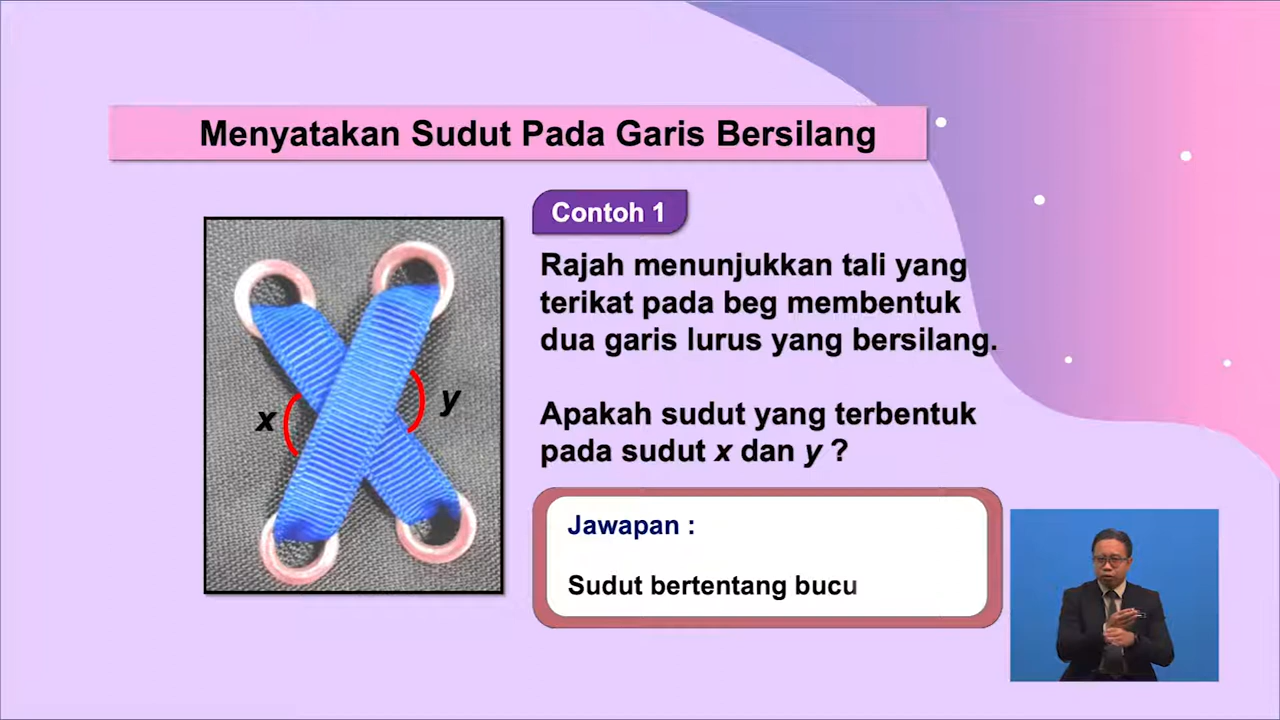 Menyatakan Sudut Pada Garis Bersilang
Contoh 1
Rajah menunjukkan tali yang
terikat pada beg membentuk
dua garis lurus yang bersilang.
x
y
Apakah sudut yang terbentuk
pada sudut x dan y ?
Jawapan :
Sudut bertentang bucu